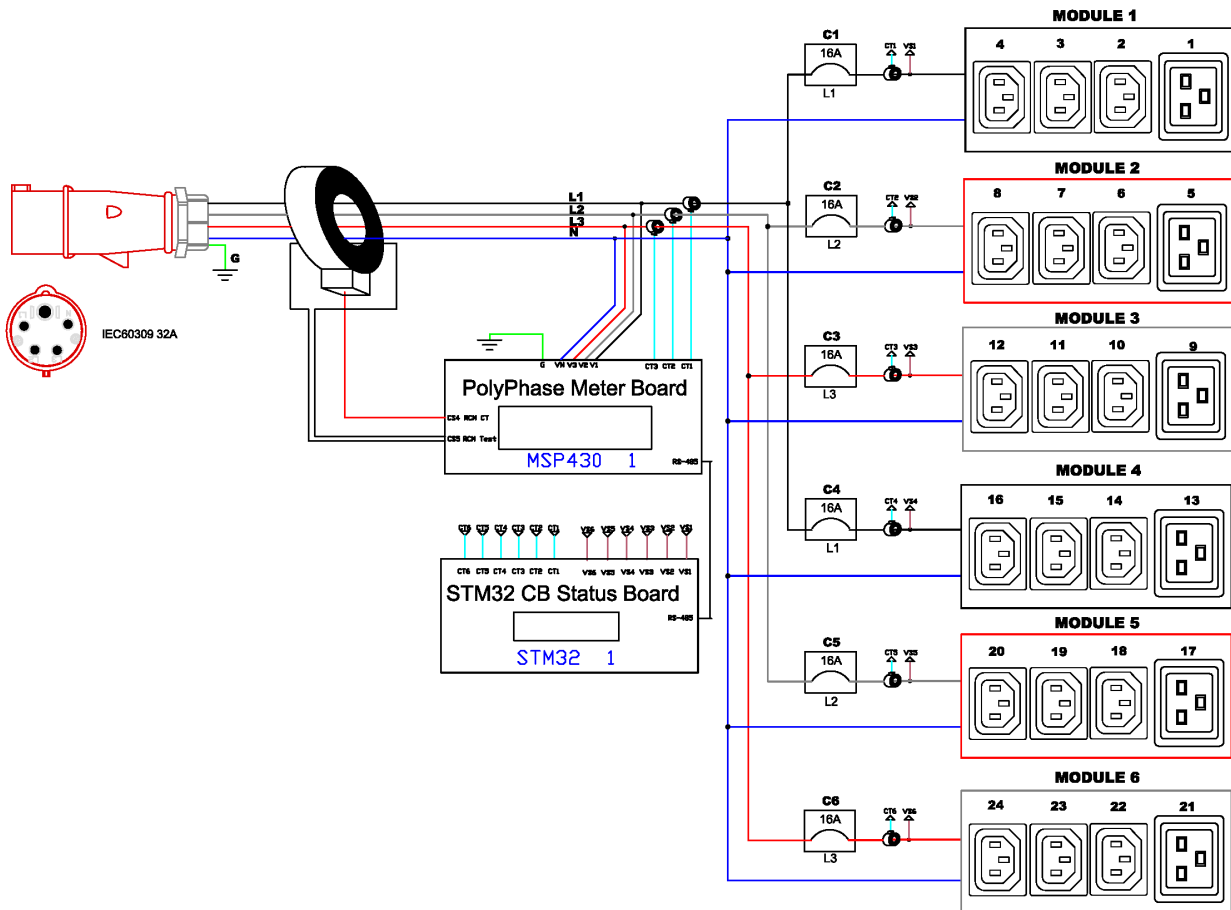 MODULE 1
C1
16A
L1
CT1 VS1
4 3 2 1
MODULE 2
C2
16A
L2
CT2 VS2
8 7 6 5
L1
L2
L3
N
G
IEC60309 32A
MODULE 3
C3
16A
L3
CT3 VS3
12 11 10 9
G VN V3 V2 V1 CT3 CT2 CT1
PolyPhase Meter Board
CS4 RCM CT
CS5 RCM Test
MSP430 1
RS-485
MODULE 4
C4
16A
L1
CT4 VS4
16 15 14 13
CT6 CT5 CT4 CT3 CT2 CT1 VS6 VS5 VS4 VS3 VS2 VS1
CT6 CT5 CT4 CT3 CT2 CT1 VS6 VS5 VS4 VS3 VS2 VS1
STM32 CB Status Board
RS-485
STM32 1
MODULE 5
C5
16A
L2
CT5 VS5
20 19 18 17
MODULE 6
C6
16A
L3
CT6 VS6
24 23 22 21